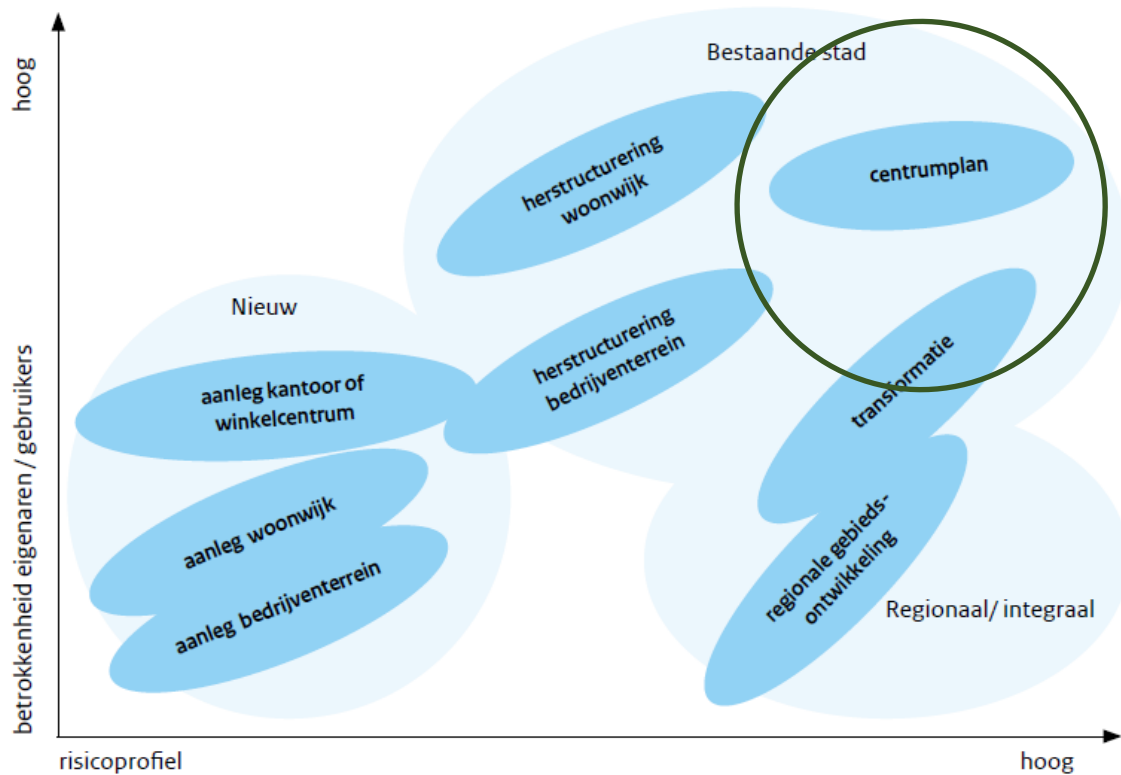 hoog
Bestaande stad
herstructurering
woonwijk
centrumplan
Nieuw
herstructurering
bedrijventerrein
aanleg kantoor of
winkelcentrum
transformatie
aanleg woonwijk
aanleg bedrijventerrein
regionale gebieds-
ontwikkeling
Regionaal/ integraal
betrokkenheid eigenaren / gebruikers
risicoprofiel
hoog